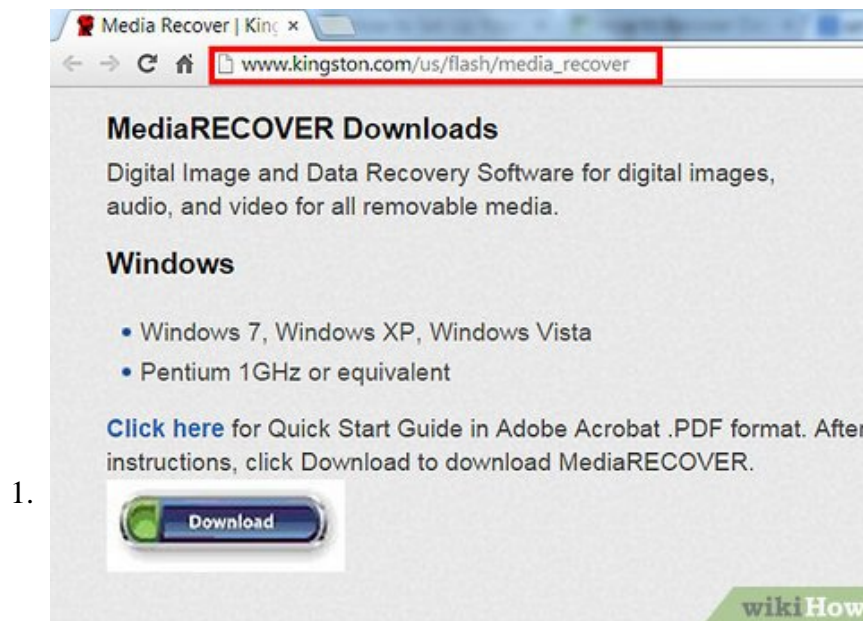 Media Recover | King
www.kingston.com/us/flash/media_recover
MediaRECOVER Downloads
Digital Image and Data Recovery Software for digital images,
audio, and video for all removable media.
Windows
• Windows 7, Windows XP, Windows Vista
• Pentium 1GHz or equivalent
Click here for Quick Start Guide in Adobe Acrobat .PDF format. After
instructions, click Download to download MediaRECOVER.
1.
Download
wikiHow